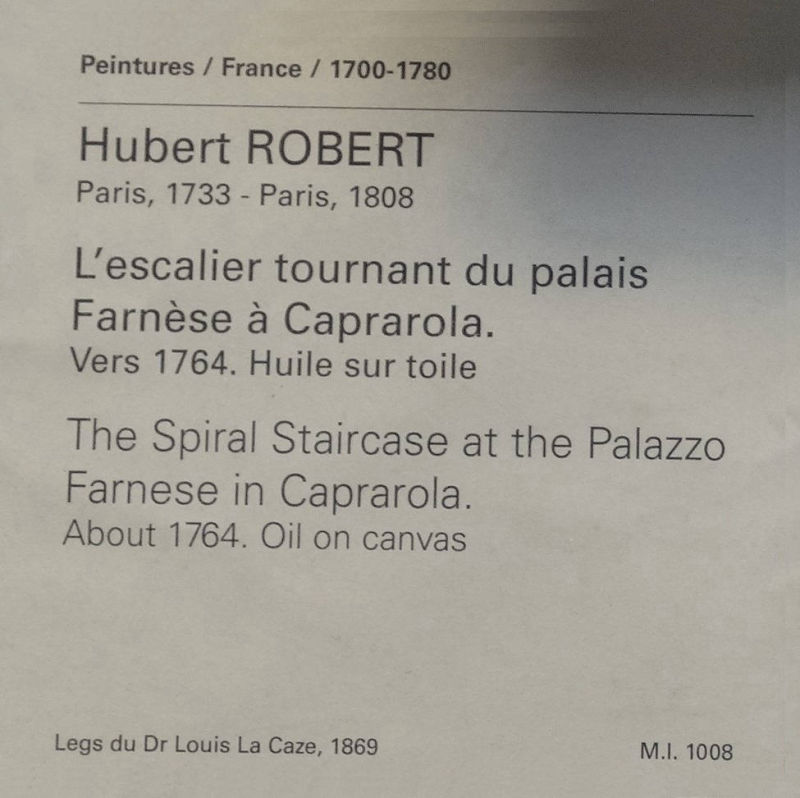 Peintures / France / 1700-1780
Hubert ROBERT
Paris, 1733 - Paris, 1808
L'escalier tournant du palais
Farnèse à Caprarola.
Vers 1764. Huile sur toile
The Spiral Staircase at the Palazzo
Farnese in Caprarola.
About 1764. Oil on canvas
Legs du Dr Louis La Caze, 1869
M.I. 1008